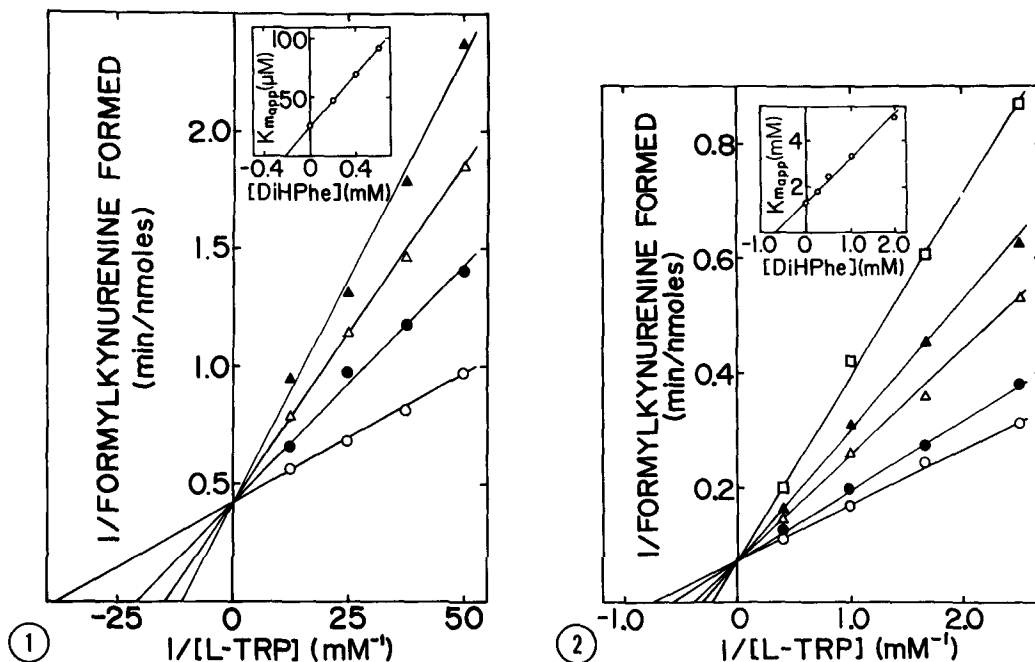 1/FORMYLKYNURENINE FORMED
(min/nmoles)
2.0
1.5
1.0
0.5
-25
0
25
50
1/[L-TRP] (mM⁻¹)
Kmapp(μM)
100
50
-0.4
0
0.4
[DiHPhe](mM)
1
1/FORMYLKYNURENINE FORMED
(min/nmoles)
0.8
0.6
0.4
0.2
-1.0
0
1.0
2.0
1/[L-TRP] (mM⁻¹)
Kmapp(mM)
4
2
-1.0
0
1.0
2.0
[DiHPhe](mM)
2